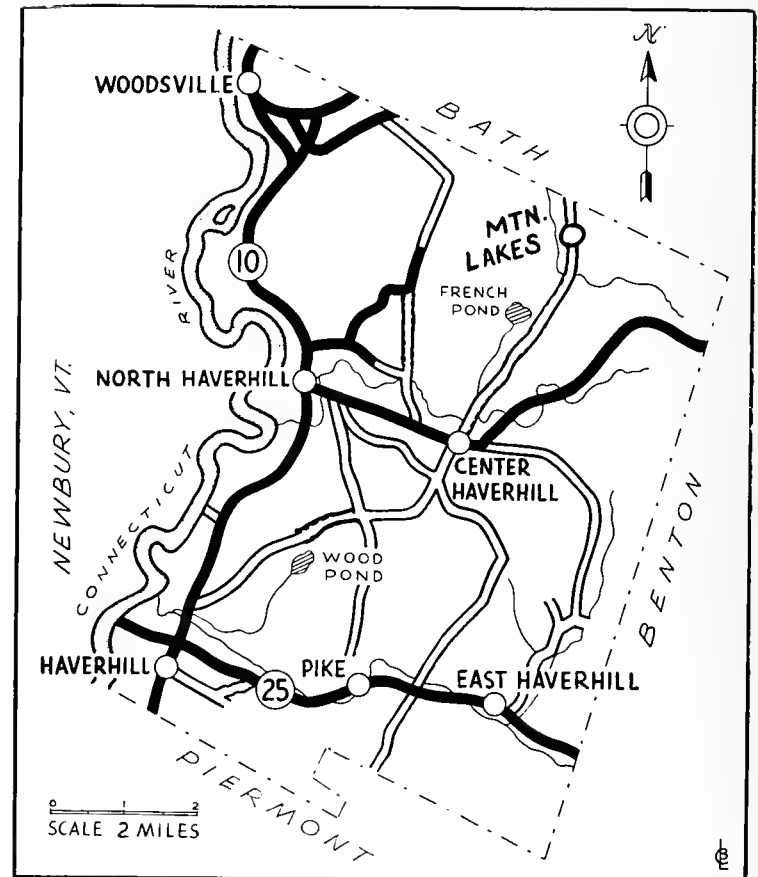 N
WOODSVILLE
BATH
MTN.
LAKES
10
RIVER
FRENCH
POND
NORTH HAVERHILL
NEWBURY, VT.
CENTER
HAVERHILL
CONNECTICUT
WOOD
POND
BENTON
HAVERHILL
PIKE
EAST HAVERHILL
25
PIERMONT
0 1 2
SCALE 2 MILES